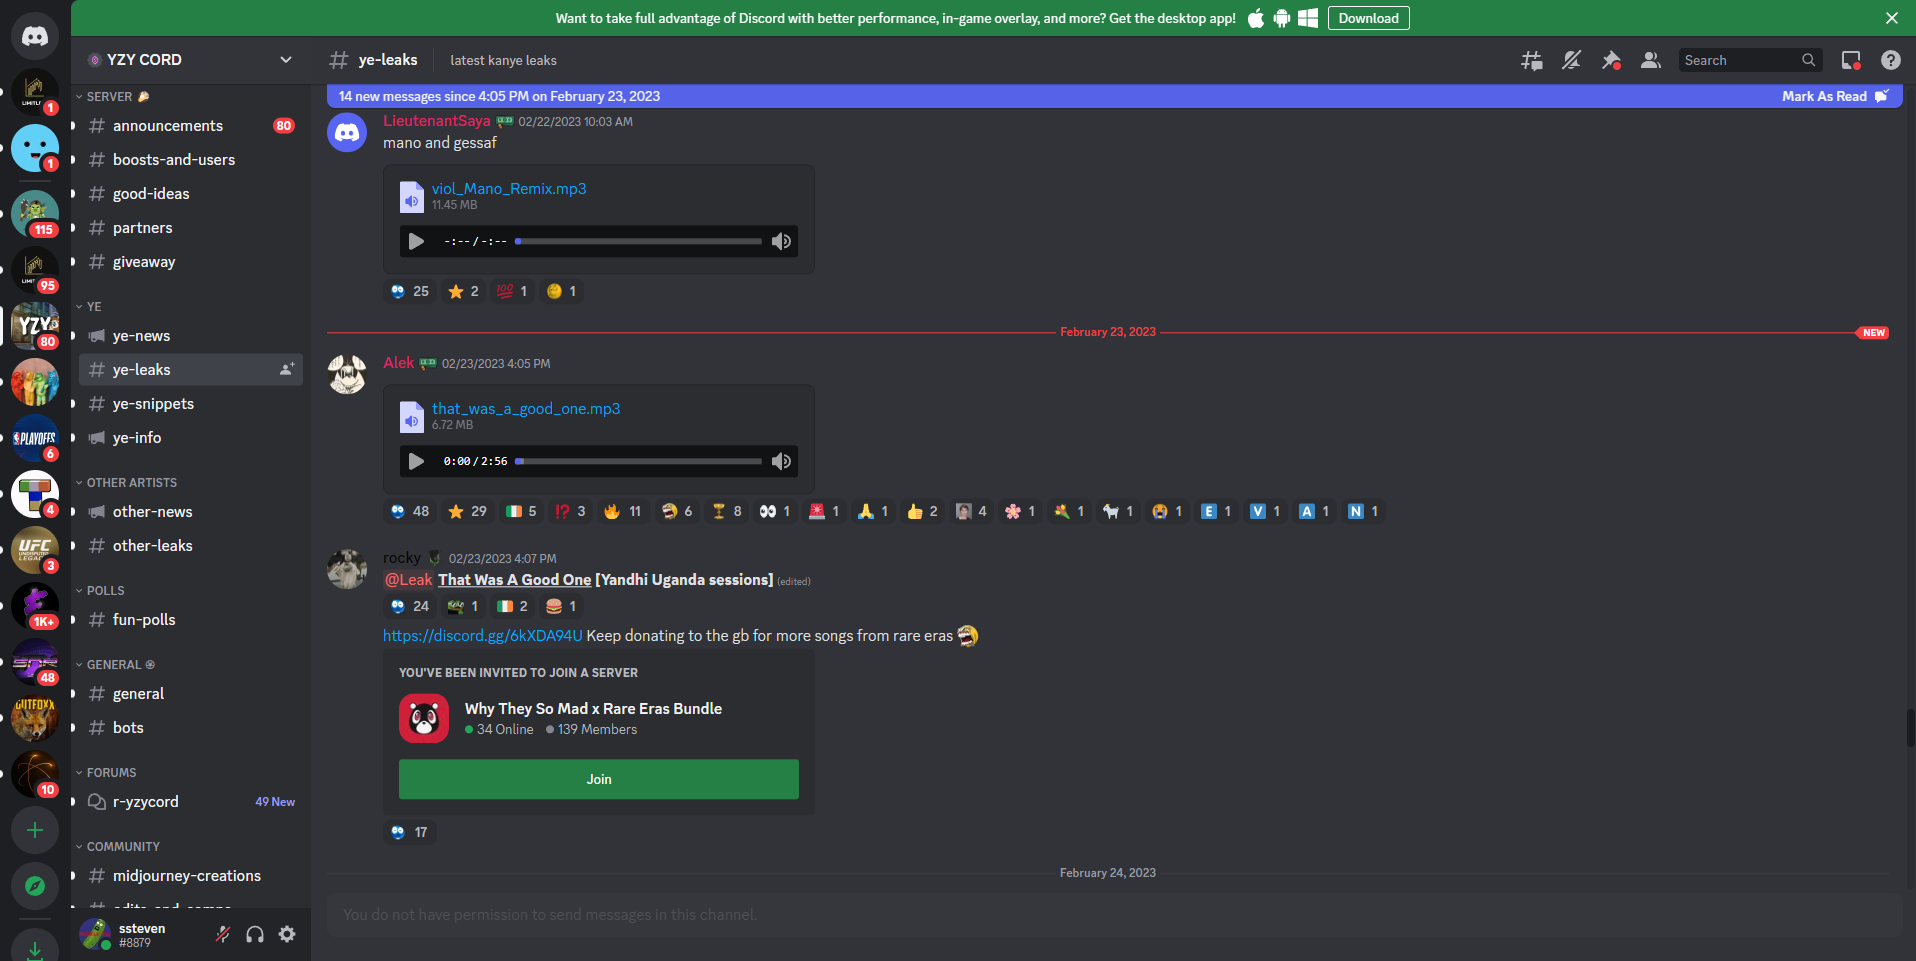 Want to take full advantage of Discord with better performance, in-game overlay, and more? Get the desktop app!
Download
YZY CORD
ye-leaks
latest kanye leaks
Search
14 new messages since 4:05 PM on February 23, 2023
Mark As Read
1
1
115
95
YZY
80
PLAYOFFS
6
4
UFC
3
1K+
48
OUTFOXX
10
SERVER
announcements
80
boosts-and-users
good-ideas
partners
giveaway
YE
ye-news
ye-leaks
ye-snippets
ye-info
OTHER ARTISTS
other-news
other-leaks
POLLS
fun-polls
GENERAL
general
bots
FORUMS
r-yzycord
49 New
COMMUNITY
midjourney-creations
ssteven
#8879
LieutenantSaya 02/22/2023 10:03 AM
mano and gessaf
viol_Mano_Remix.mp3
11.45 MB
-:-- / -:--
25 2 1 1
February 23, 2023
NEW
Alek 02/23/2023 4:05 PM
that_was_a_good_one.mp3
6.72 MB
0:00 / 2:56
48 29 5 3 11 6 8 1 1 1 2 4 1 1 1 1 E 1 V 1 A 1 N 1
rocky 02/23/2023 4:07 PM
@Leak That Was A Good One [Yandhi Uganda sessions] (edited)
24 1 2 1
https://discord.gg/6kXDA94U Keep donating to the gb for more songs from rare eras
YOU'VE BEEN INVITED TO JOIN A SERVER
Why They So Mad x Rare Eras Bundle
34 Online 139 Members
Join
17
February 24, 2023
You do not have permission to send messages in this channel.